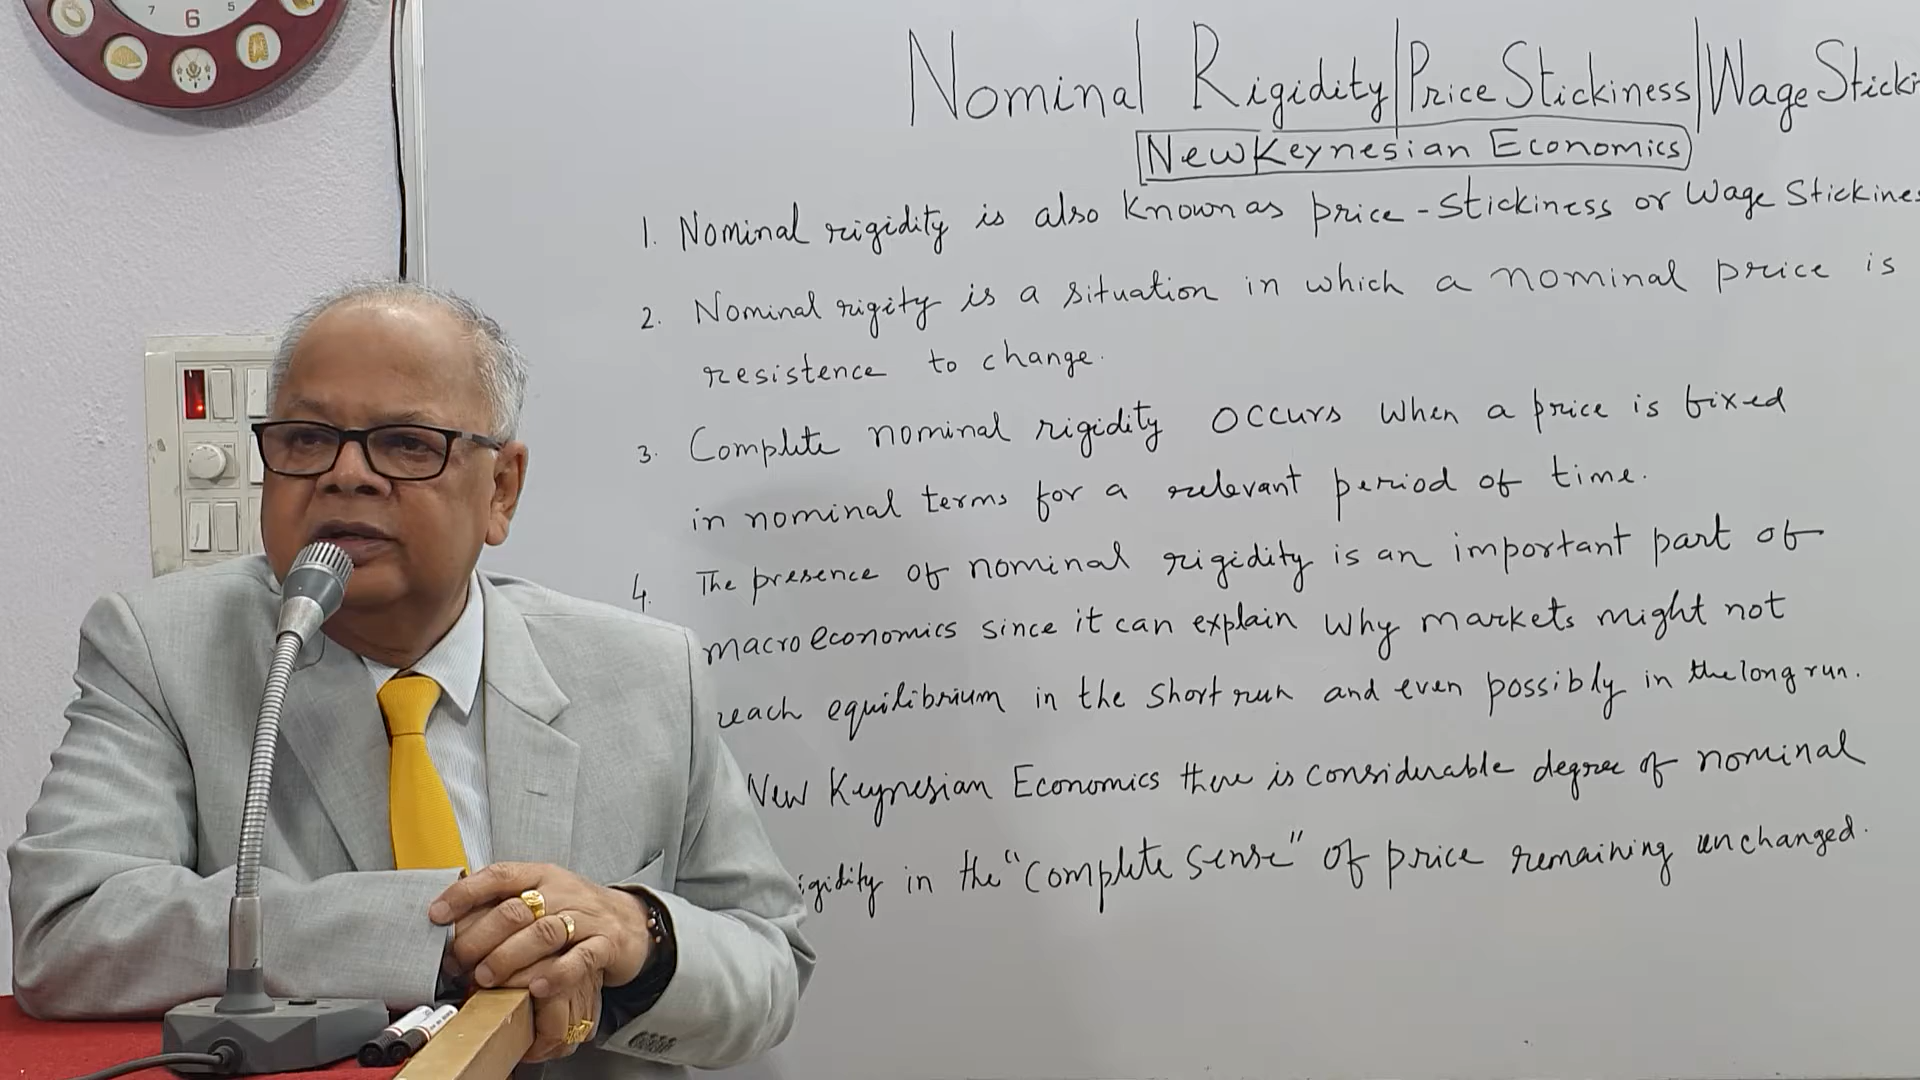 7 6 5
Nominal Rigidity|Price Stickiness|Wage Sticki
New Keynesian Economics
1. Nominal rigidity is also known as price-stickiness or Wage Stickines
2. Nominal rigity is a situation in which a nominal price is
resistence to change.
3. Complete nominal rigidity occurs when a price is fixed
in nominal terms for a relevant period of time.
4. The presence of nominal rigidity is an important part of
macroeconomics since it can explain why markets might not
reach equilibrium in the short run and even possibly in the long run.
New Keynesian Economics there is considerable degree of nominal
igidity in the "complete sense" of price remaining unchanged.